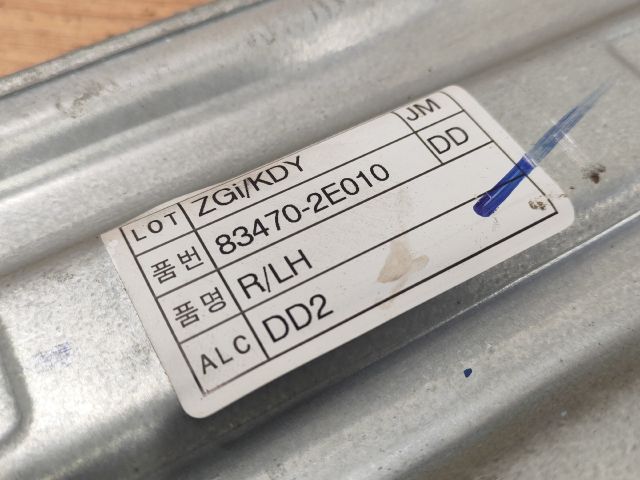 LOT ZGi/KDY JM
품번 83470-2E010 DD
품명 R/LH
ALC DD2